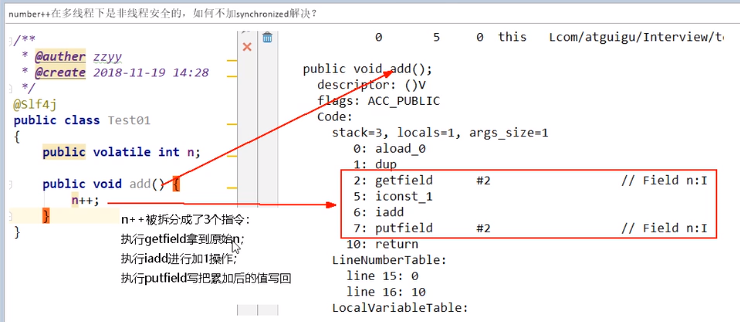 number++在多线程下是非线程安全的，如何不加synchronized解决？
/**
* @auther zzyy
* @create 2018-11-19 14:28
*/
@Slf4j
public class Test01
{
public volatile int n;
public void add() {
n++;
}
}
n++被拆分成了3个指令：
执行getfield拿到原始n；
执行iadd进行加1操作；
执行putfield写把累加后的值写回
0 5 0 this Lcom/atguigu/Interview/te
public void add();
descriptor: ()V
flags: ACC_PUBLIC
Code:
stack=3, locals=1, args_size=1
0: aload_0
1: dup
2: getfield #2 // Field n:I
5: iconst_1
6: iadd
7: putfield #2 // Field n:I
10: return
LineNumberTable:
line 15: 0
line 16: 10
LocalVariableTable: